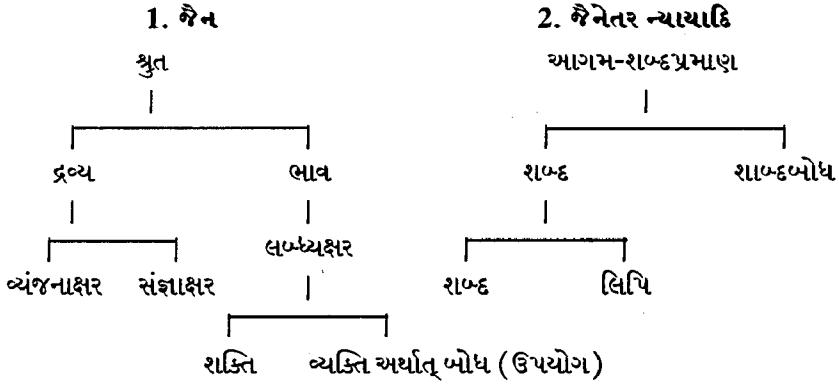 1. જૈન 2. જૈનેતર ન્યાયાદિ
શ્રુત આગમ-શબ્દપ્રમાણ
દ્રવ્ય ભાવ શબ્દ શાબ્દબોધ
લબ્ધ્યક્ષર
વ્યંજનાક્ષર સંજ્ઞાક્ષર શબ્દ લિપિ
શક્તિ વ્યક્તિ અર્થાત્ બોધ (ઉપયોગ)